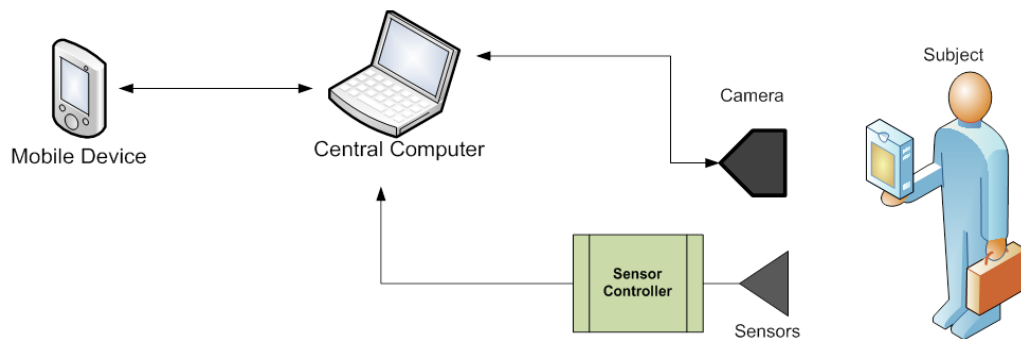 Subject
Camera
Mobile Device
Central Computer
Sensor
Controller
Sensors